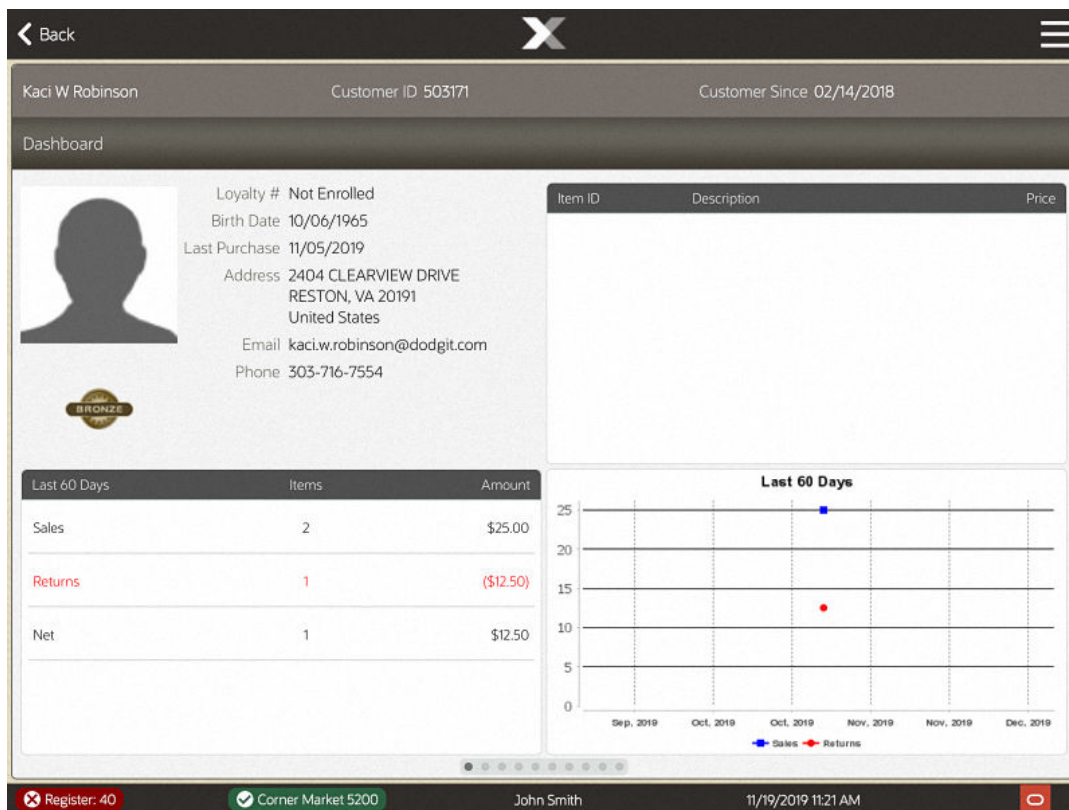 Back
Kaci W Robinson Customer ID 503171 Customer Since 02/14/2018
Dashboard
Loyalty # Not Enrolled
Birth Date 10/06/1965
Last Purchase 11/05/2019
Address 2404 CLEARVIEW DRIVE
RESTON, VA 20191
United States
Email kaci.w.robinson@dodgit.com
Phone 303-716-7554
BRONZE
Item ID Description Price
Last 60 Days Items Amount
Sales 2 $25.00
Returns 1 ($12.50)
Net 1 $12.50
Last 60 Days
25
20
15
10
5
0
Sep, 2019 Oct, 2019 Oct, 2019 Nov, 2019 Nov, 2019 Dec, 2019
Sales Returns
Register: 40 Corner Market 5200 John Smith 11/19/2019 11:21 AM